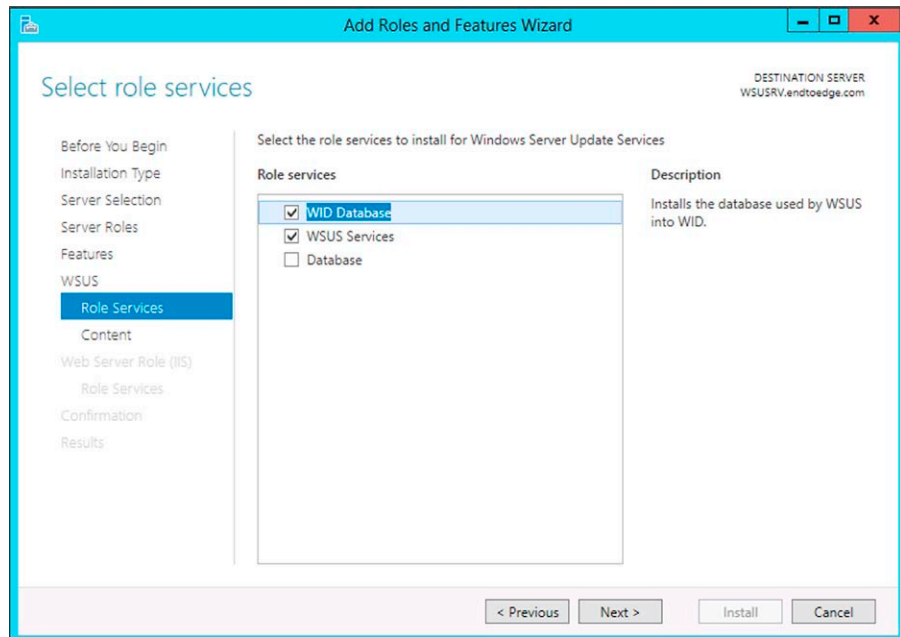 Add Roles and Features Wizard
Select role services
DESTINATION SERVER
WSUSRV.endtoedge.com
Before You Begin
Installation Type
Server Selection
Server Roles
Features
WSUS
Role Services
Content
Web Server Role (IIS)
Role Services
Confirmation
Results
Select the role services to install for Windows Server Update Services
Role services
WID Database
WSUS Services
Database
Description
Installs the database used by WSUS
into WID.
< Previous
Next >
Install
Cancel